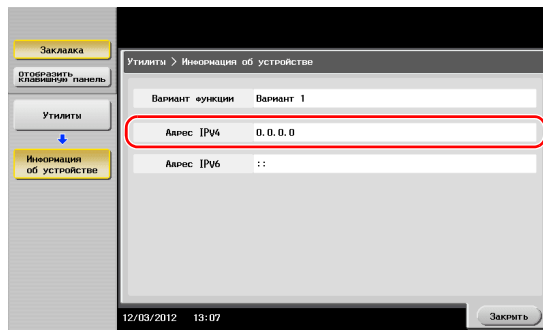 Закладка
Отобразить
клавишную панель
Утилиты
Информация
об устройстве
Утилиты > Информация об устройстве
Вариант функции Вариант 1
Адрес IPv4 0.0.0.0
Адрес IPv6 ::
12/03/2012 13:07
Закрыть